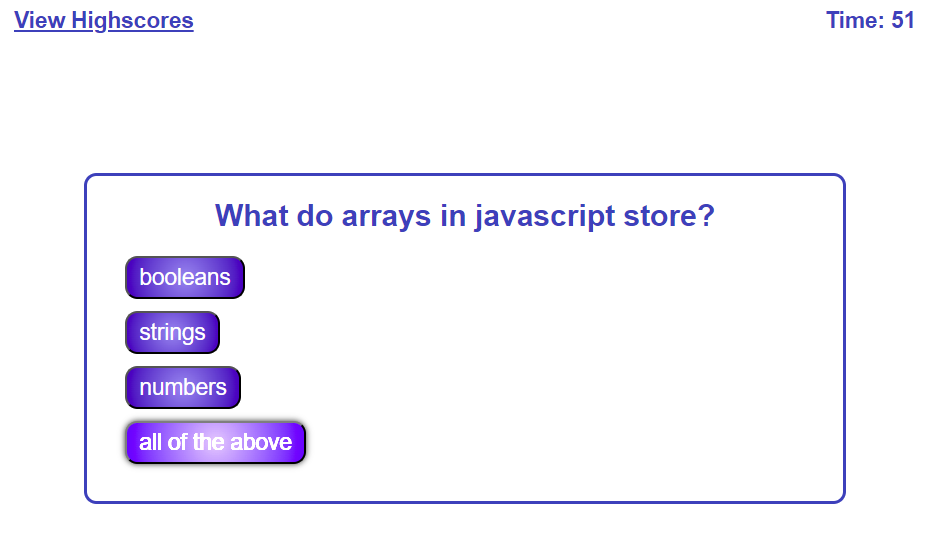 View Highscores
Time: 51
What do arrays in javascript store?
booleans
strings
numbers
all of the above